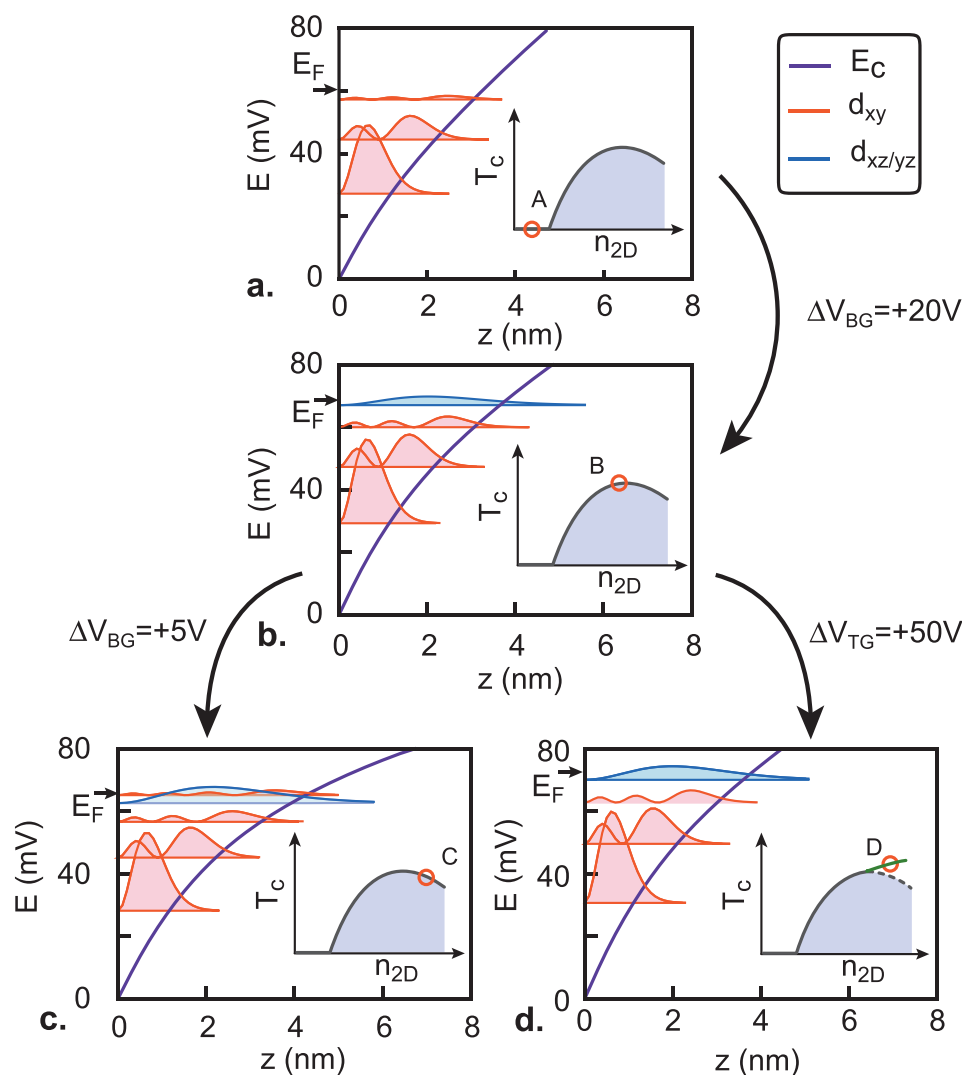 80
E_F
E (mV)
40
0
0 2 4 6 8
z (nm)
a.
T_c
A
n_2D
E_C
d_xy
d_xz/yz
ΔV_BG=+20V
80
E_F
E (mV)
40
0
0 2 4 6 8
z (nm)
b.
T_c
B
n_2D
ΔV_BG=+5V
ΔV_TG=+50V
80
E_F
E (mV)
40
0
0 2 4 6 8
z (nm)
c.
T_c
C
n_2D
80
E_F
E (mV)
40
0
0 2 4 6 8
z (nm)
d.
T_c
D
n_2D